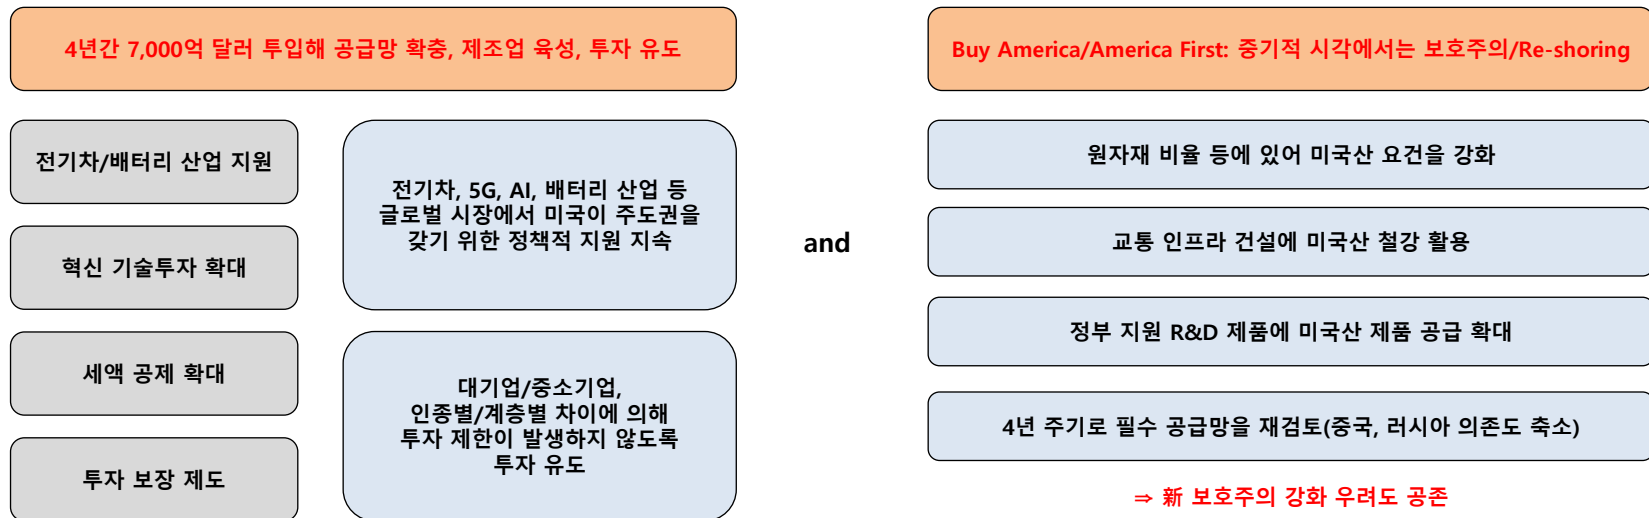 4년간 7,000억 달러 투입해 공급망 확충, 제조업 육성, 투자 유도
전기차/배터리 산업 지원
혁신 기술투자 확대
세액 공제 확대
투자 보장 제도
전기차, 5G, AI, 배터리 산업 등
글로벌 시장에서 미국이 주도권을
갖기 위한 정책적 지원 지속
대기업/중소기업,
인종별/계층별 차이에 의해
투자 제한이 발생하지 않도록
투자 유도
and
Buy America/America First: 중기적 시각에서는 보호주의/Re-shoring
원자재 비율 등에 있어 미국산 요건을 강화
교통 인프라 건설에 미국산 철강 활용
정부 지원 R&D 제품에 미국산 제품 공급 확대
4년 주기로 필수 공급망을 재검토(중국, 러시아 의존도 축소)
⇒ 新 보호주의 강화 우려도 공존